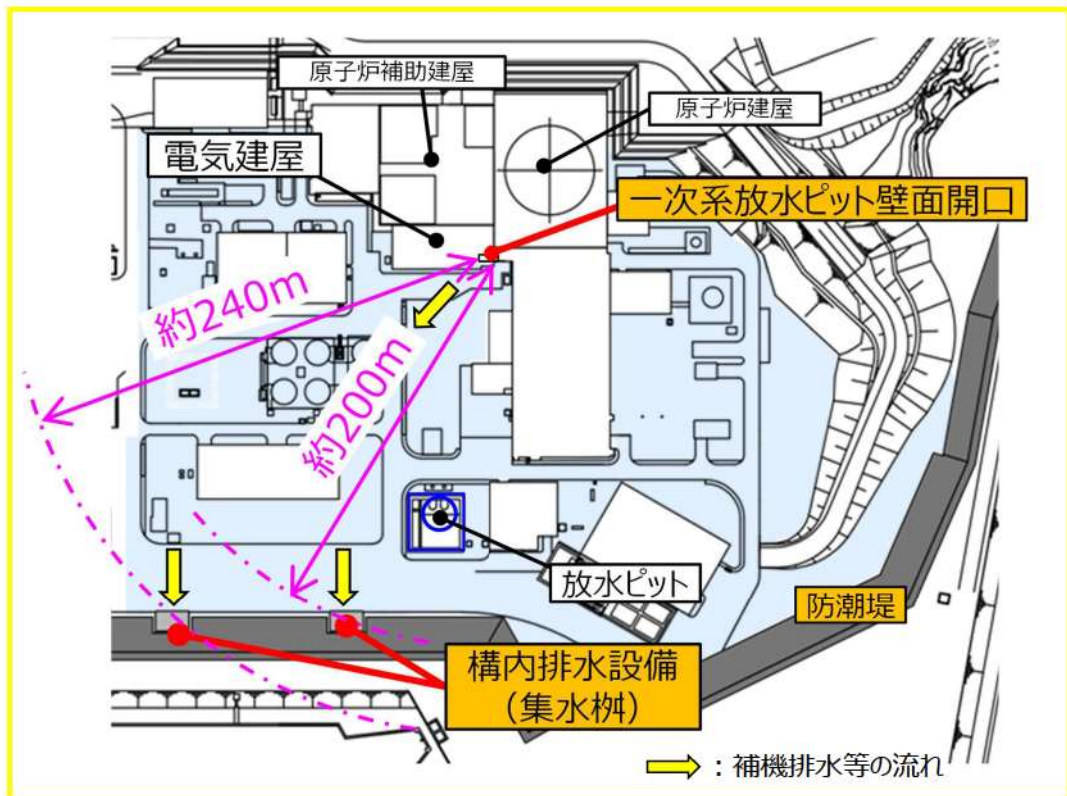 原子炉補助建屋
原子炉建屋
電気建屋
一次系放水ピット壁面開口
約240m
約200m
放水ピット
防潮堤
構内排水設備
（集水桝）
：補機排水等の流れ